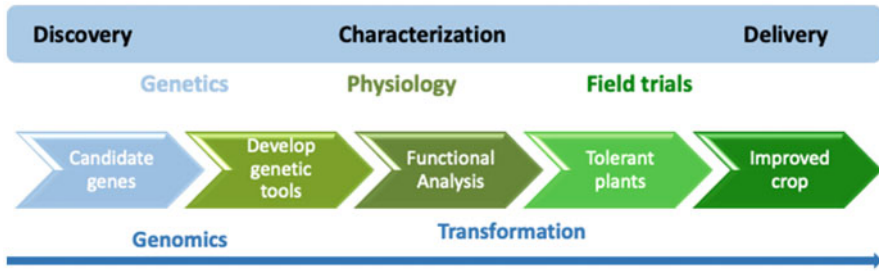 Discovery Characterization Delivery
Genetics Physiology Field trials
Candidate
genes
Develop
genetic
tools
Functional
Analysis
Tolerant
plants
Improved
crop
Genomics
Transformation